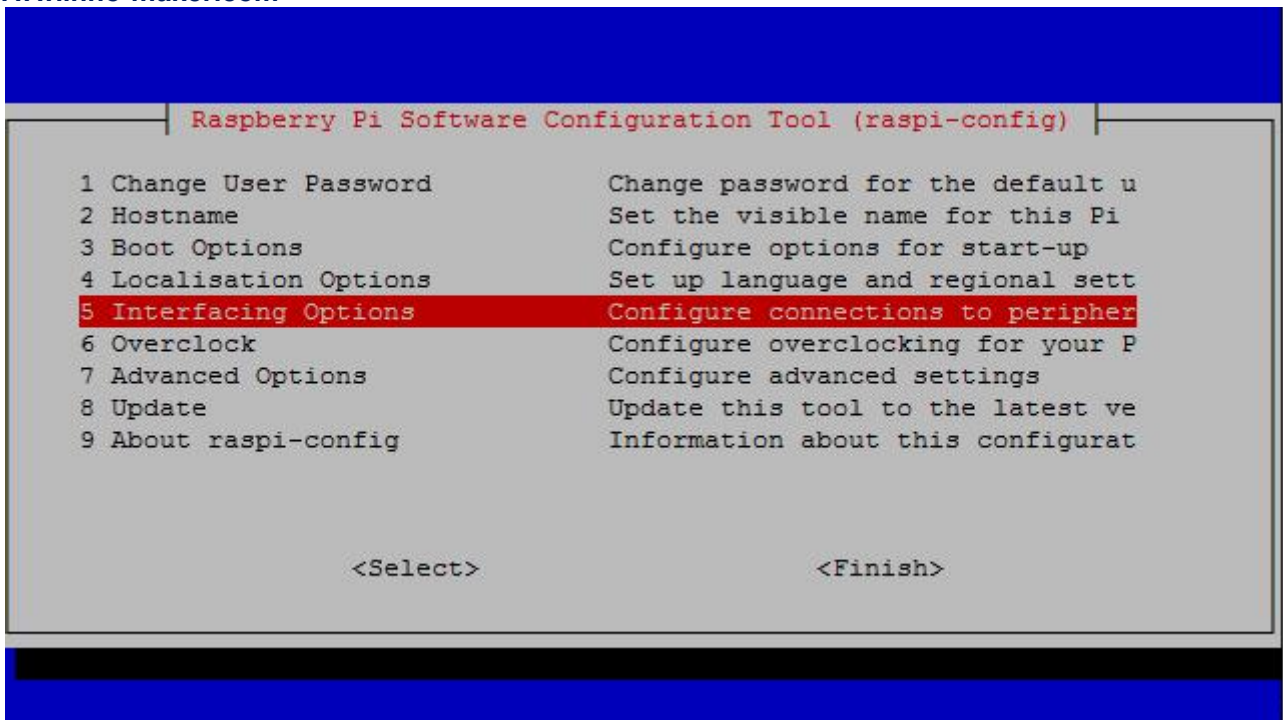 Raspberry Pi Software Configuration Tool (raspi-config)
1 Change User Password Change password for the default u
2 Hostname Set the visible name for this Pi
3 Boot Options Configure options for start-up
4 Localisation Options Set up language and regional sett
5 Interfacing Options Configure connections to peripher
6 Overclock Configure overclocking for your P
7 Advanced Options Configure advanced settings
8 Update Update this tool to the latest ve
9 About raspi-config Information about this configurat
<Select> <Finish>